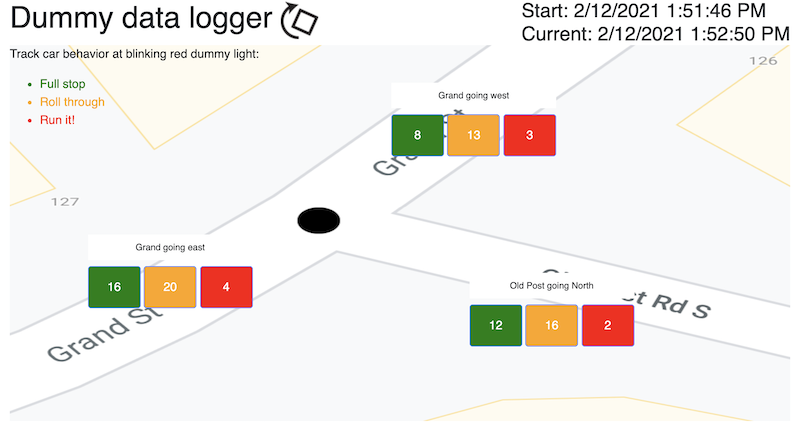 Dummy data logger
Start: 2/12/2021 1:51:46 PM
Current: 2/12/2021 1:52:50 PM
Track car behavior at blinking red dummy light:
Full stop
Roll through
Run it!
126
Grand going west
8 13 3
127
Grand going east
16 20 4
Grand St
Old Post going North
12 16 2
st Rd S